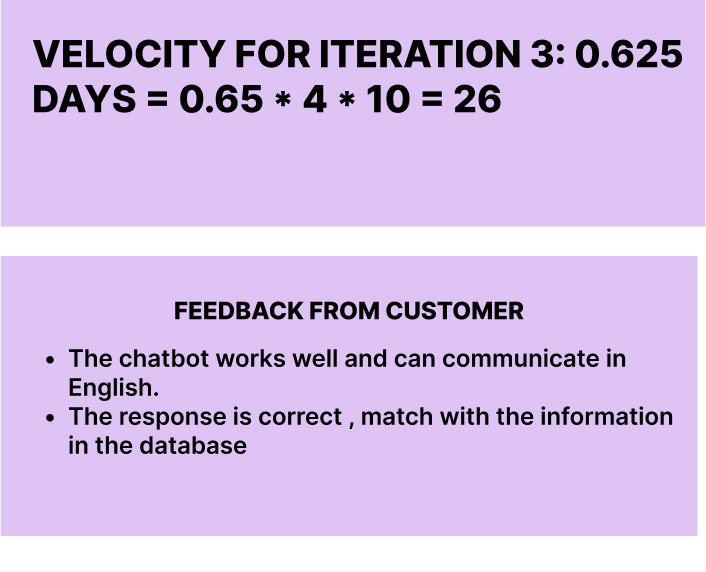 VELOCITY FOR ITERATION 3: 0.625
DAYS = 0.65 * 4 * 10 = 26
FEEDBACK FROM CUSTOMER
• The chatbot works well and can communicate in
English.
• The response is correct , match with the information
in the database